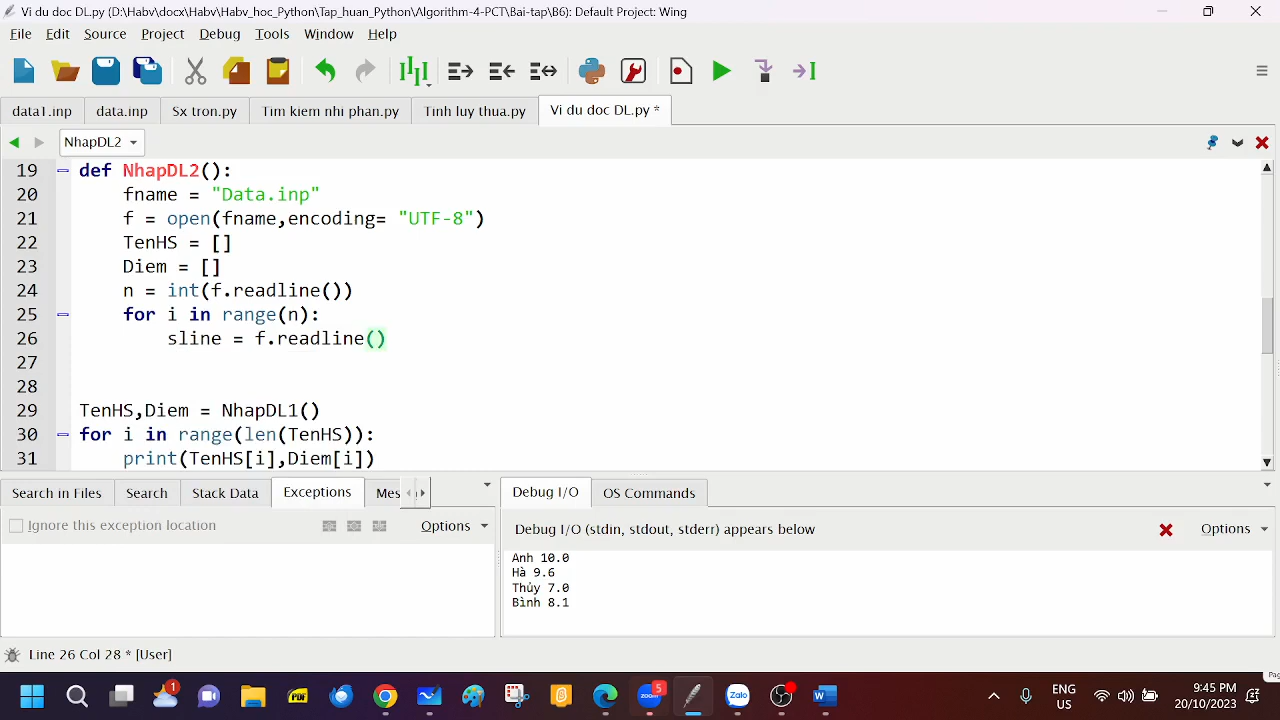 Vi du doc DL.py (D:\Habv\docx\Habv\Habv_hoc_Python\Tap_huan_Python\Algorithm-4-PCT\Bai-tap\B6): Default Project: Wing
File Edit Source Project Debug Tools Window Help
data1.inp data.inp Sx tron.py Tim kiem nhi phan.py Tinh luy thua.py Vi du doc DL.py *
NhapDL2
19 def NhapDL2():
20 fname = "Data.inp"
21 f = open(fname,encoding= "UTF-8")
22 TenHS = []
23 Diem = []
24 n = int(f.readline())
25 for i in range(n):
26 sline = f.readline()
27
28
29 TenHS,Diem = NhapDL1()
30 for i in range(len(TenHS)):
31 print(TenHS[i],Diem[i])
Search in Files Search Stack Data Exceptions Mes
Ignore this exception location Options
Debug I/O OS Commands
Debug I/O (stdin, stdout, stderr) appears below Options
Anh 10.0
Hà 9.6
Thủy 7.0
Bình 8.1
Line 26 Col 28 * [User]
1
PDF
zoom
5
Zalo
W
ENG
US
9:45 PM
20/10/2023
Pag